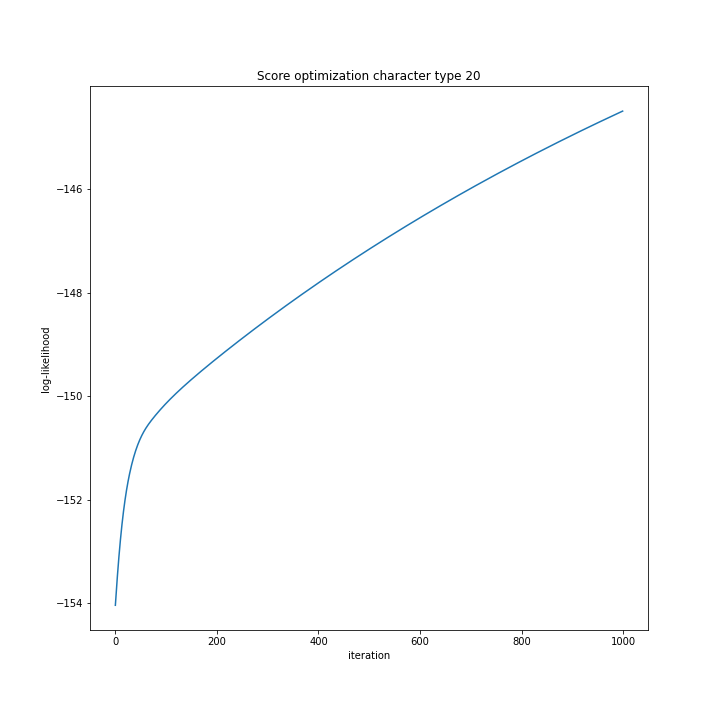 Score optimization character type 20
log-likelihood
−146
−148
−150
−152
−154
0 200 400 600 800 1000
iteration